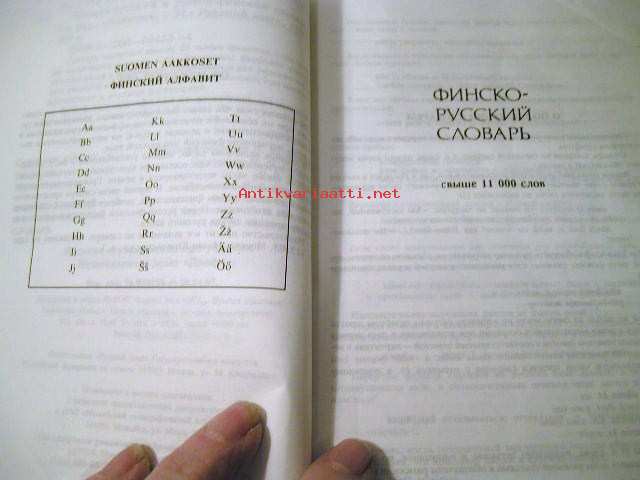 SUOMEN AAKKOSET
ФИНСКИЙ АЛФАВИТ
Aa
Bb
Cc
Dd
Ee
Ff
Gg
Hh
Ii
Jj
Kk
Ll
Mm
Nn
Oo
Pp
Qq
Rr
Ss
Šš
Tt
Uu
Vv
Ww
Xx
Yy
Zz
Žž
Ää
Öö
ФИНСКО-
РУССКИЙ
СЛОВАРЬ
свыше 11 000 слов
Antikvariaatti.net